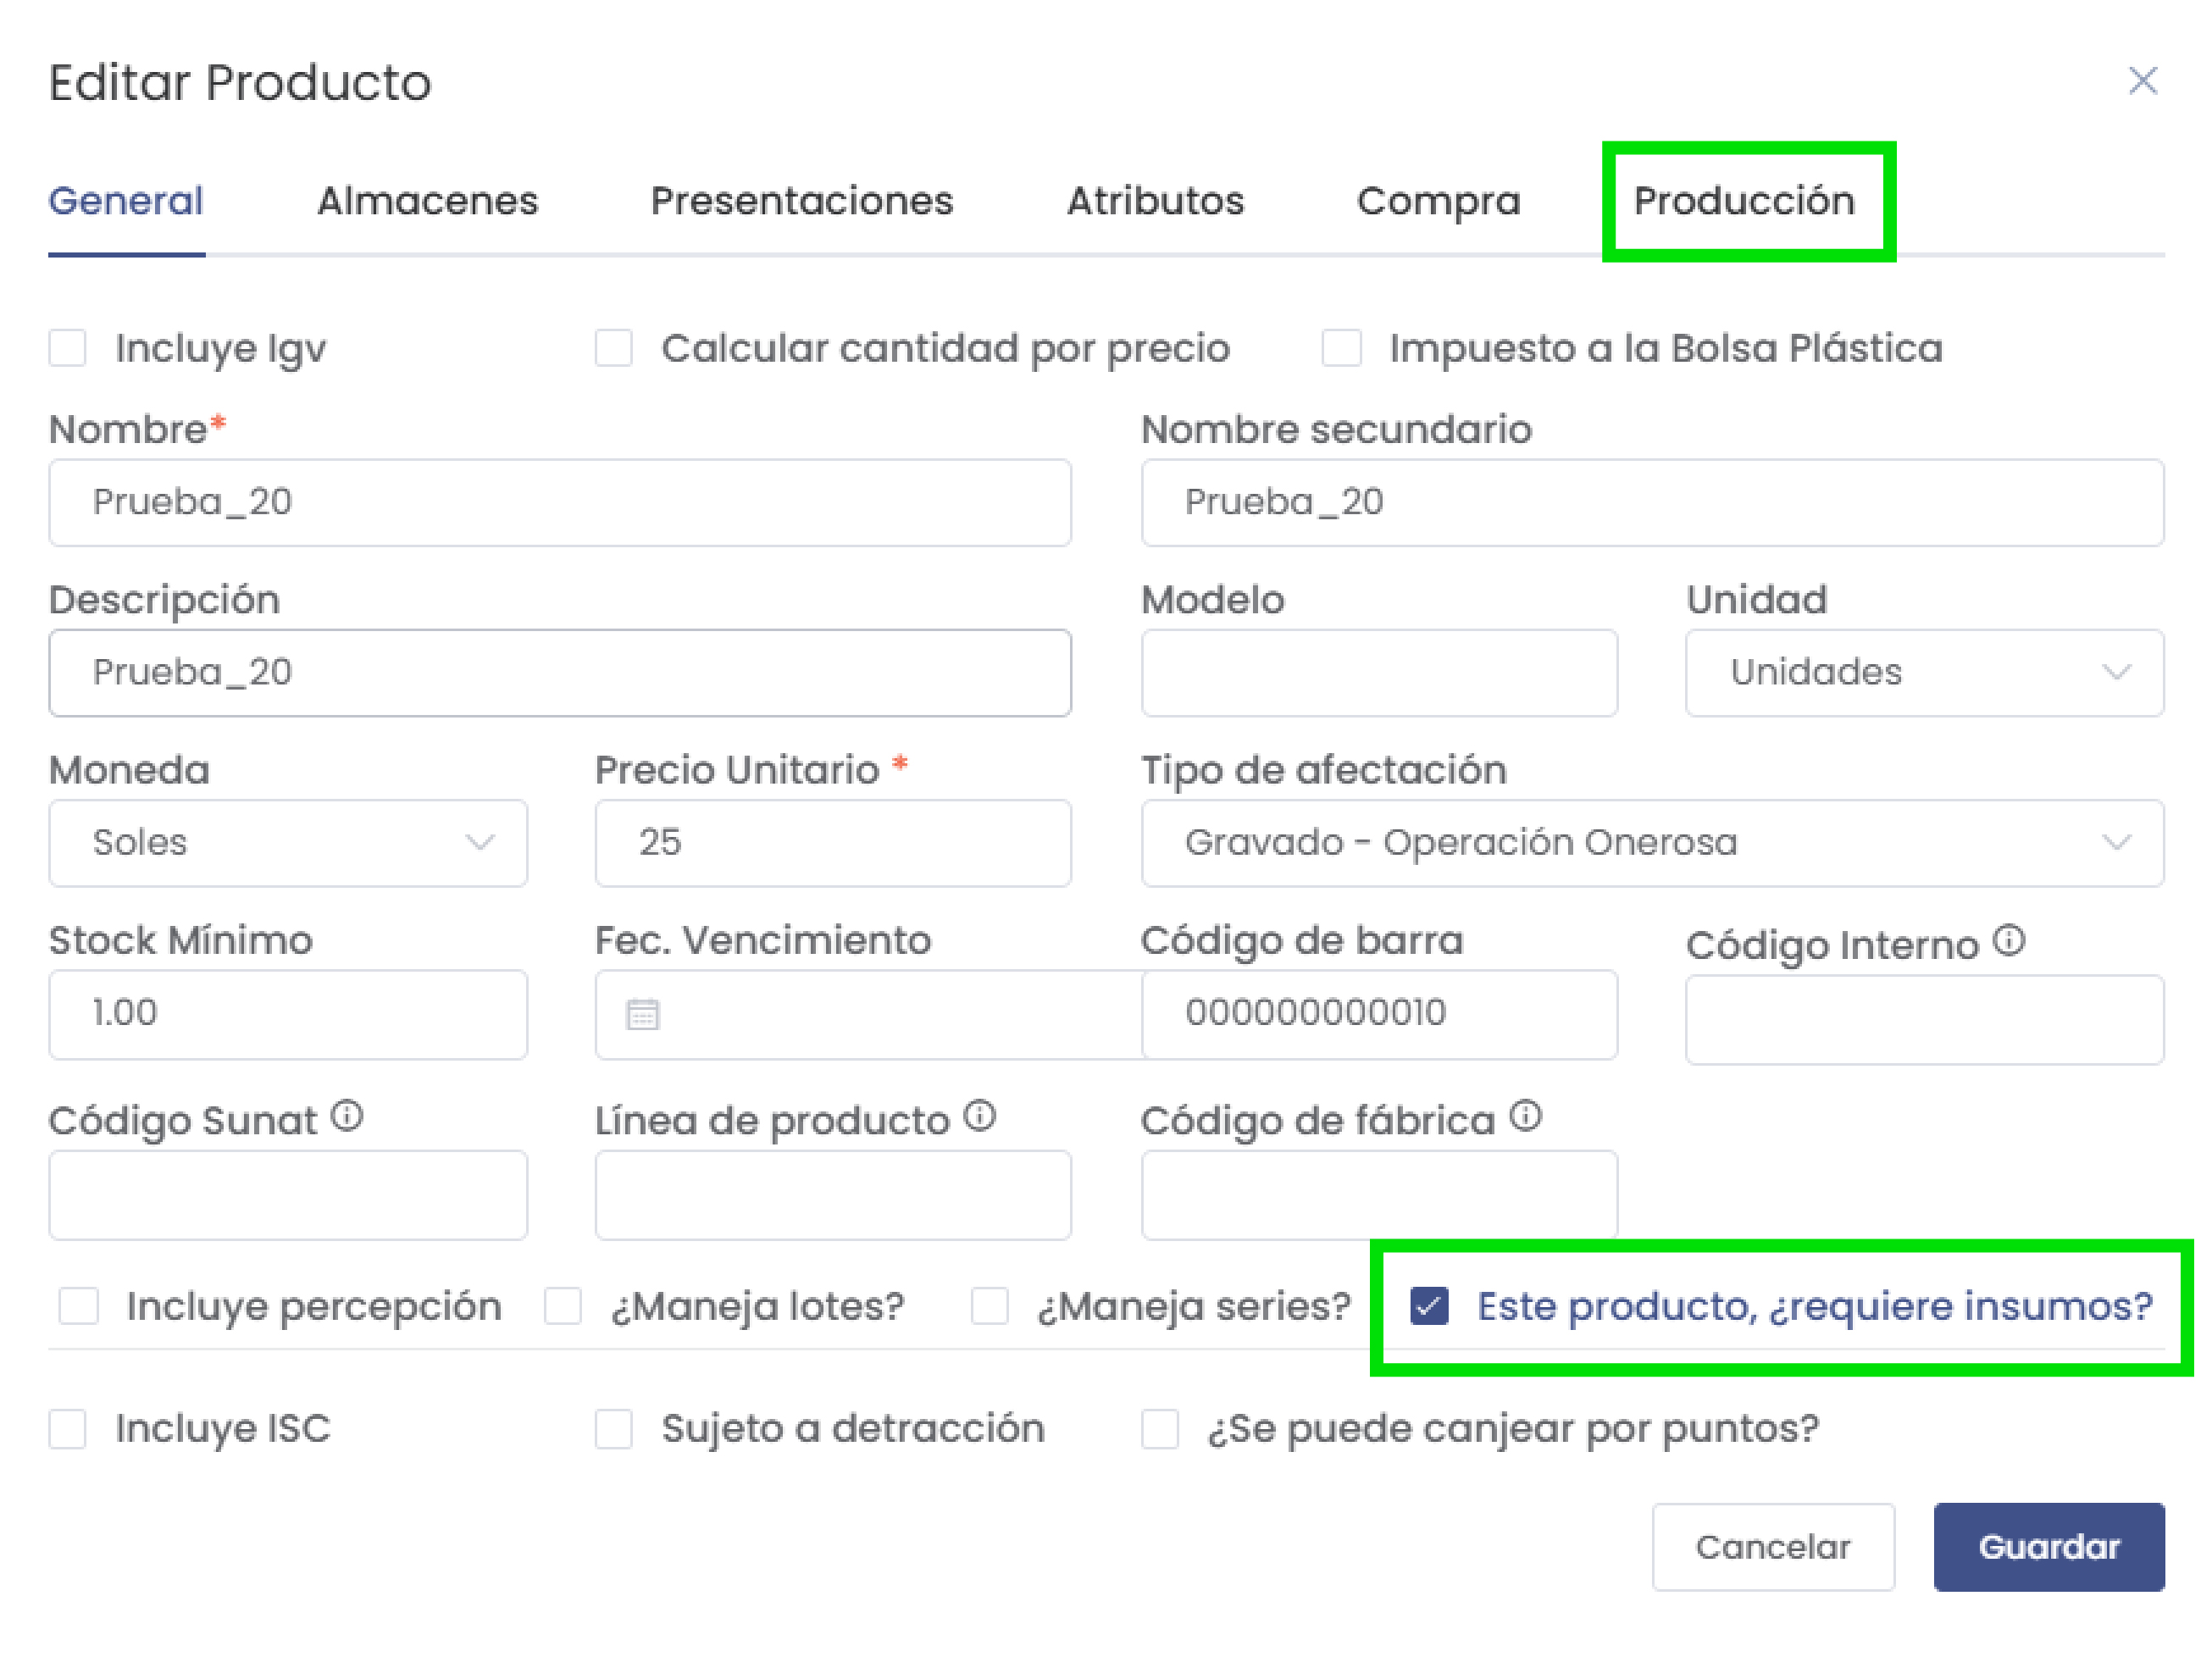 Editar Producto
General Almacenes Presentaciones Atributos Compra Producción
Incluye Igv Calcular cantidad por precio Impuesto a la Bolsa Plástica
Nombre* Nombre secundario
Prueba_20 Prueba_20
Descripción Modelo Unidad
Prueba_20 Unidades
Moneda Precio Unitario * Tipo de afectación
Soles 25 Gravado - Operación Onerosa
Stock Mínimo Fec. Vencimiento Código de barra Código Interno
1.00 000000000010
Código Sunat Línea de producto Código de fábrica
Incluye percepción ¿Maneja lotes? ¿Maneja series? Este producto, ¿requiere insumos?
Incluye ISC Sujeto a detracción ¿Se puede canjear por puntos?
Cancelar Guardar